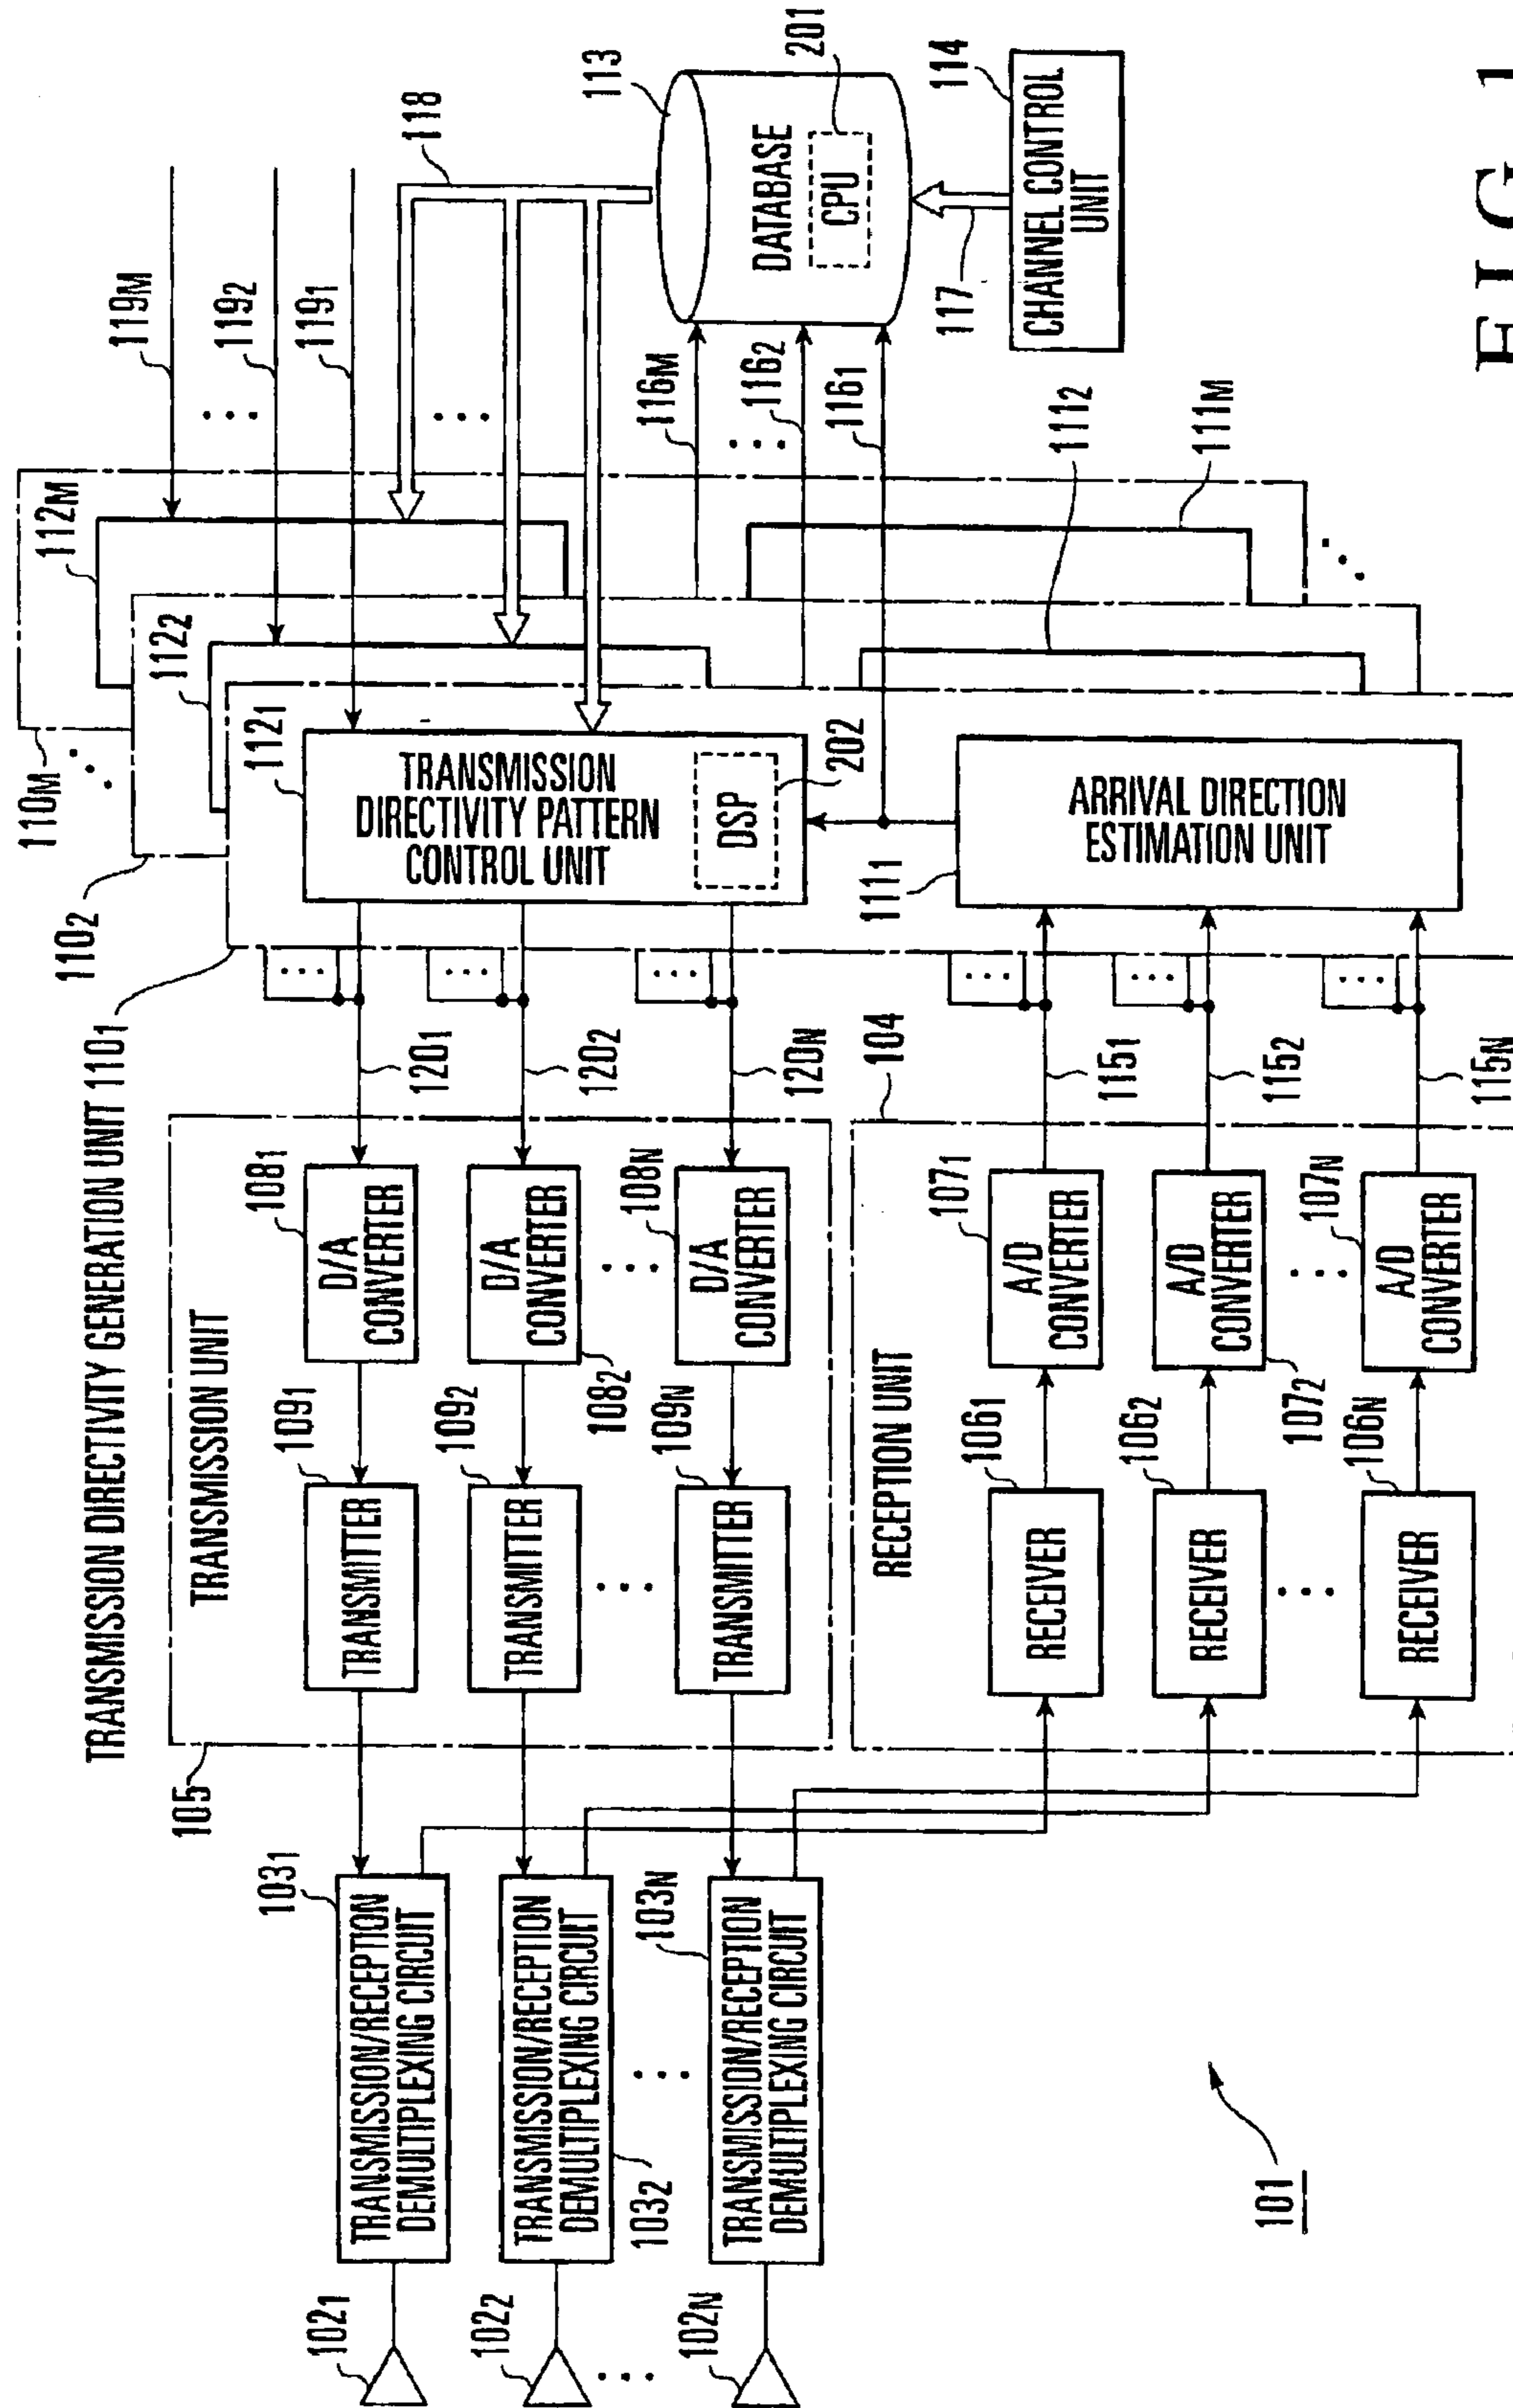 TRANSMISSION DIRECTIVITY GENERATION UNIT 110₁
110₂
110M
112₂
112M
119M
119₂
119₁
118
105
TRANSMISSION UNIT
102₁
103₁
TRANSMISSION/RECEPTION
DEMULTIPLEXING CIRCUIT
109₁
TRANSMITTER
108₁
D/A
CONVERTER
120₁
112₁
TRANSMISSION
DIRECTIVITY PATTERN
CONTROL UNIT
DSP
202
102₂
TRANSMISSION/RECEPTION
DEMULTIPLEXING CIRCUIT
103₂
109₂
TRANSMITTER
D/A
CONVERTER
108₂
120₂
...
102N
103N
TRANSMISSION/RECEPTION
DEMULTIPLEXING CIRCUIT
109N
TRANSMITTER
108N
D/A
CONVERTER
120N
116M
116₂
116₁
113
DATABASE
CPU
201
117
114
CHANNEL CONTROL
UNIT
RECEPTION UNIT
104
106₁
RECEIVER
107₁
A/D
CONVERTER
115₁
111₁
ARRIVAL DIRECTION
ESTIMATION UNIT
111₂
111M
106₂
RECEIVER
A/D
CONVERTER
107₂
115₂
...
106N
RECEIVER
107N
A/D
CONVERTER
115N
101
FIG. 1